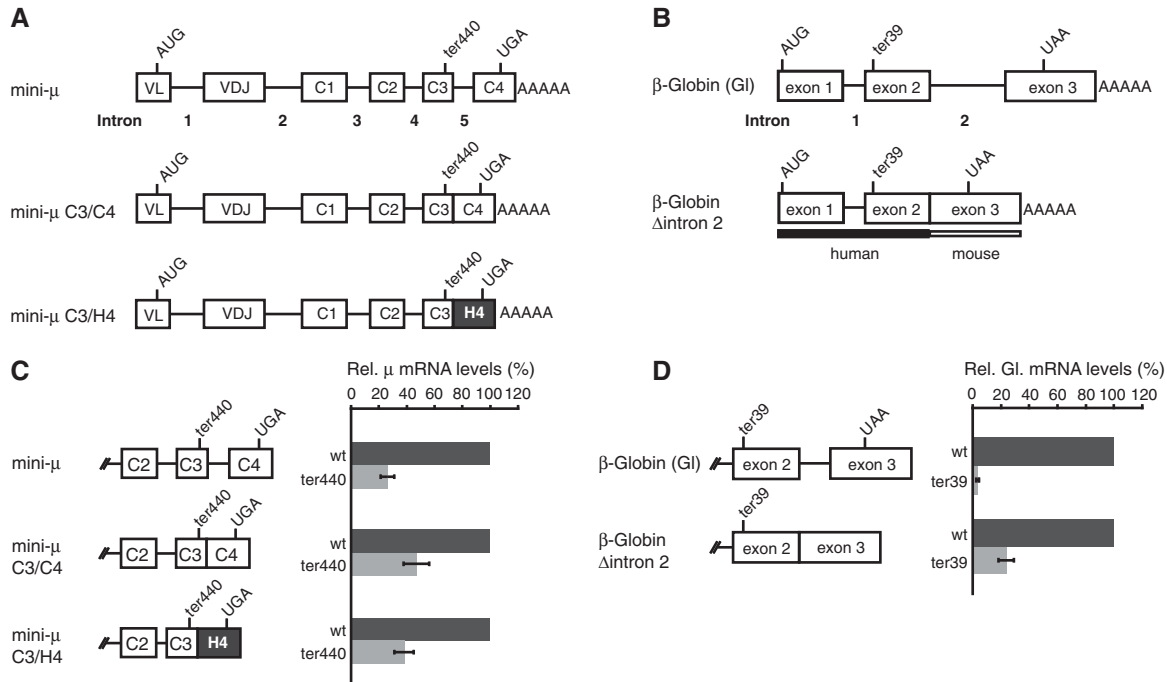 A
AUG ter440 UGA
mini-μ VL VDJ C1 C2 C3 C4 AAAAA
Intron 1 2 3 4 5
AUG ter440 UGA
mini-μ C3/C4 VL VDJ C1 C2 C3 C4 AAAAA
AUG ter440 UGA
mini-μ C3/H4 VL VDJ C1 C2 C3 H4 AAAAA
B
AUG ter39 UAA
β-Globin (Gl) exon 1 exon 2 exon 3 AAAAA
Intron 1 2
AUG ter39 UAA
β-Globin
Δintron 2
exon 1 exon 2 exon 3 AAAAA
human mouse
C
Rel. μ mRNA levels (%)
0 20 40 60 80 100 120
ter440 UGA
mini-μ C2 C3 C4
wt
ter440
ter440 UGA
mini-μ
C3/C4
C2 C3 C4
wt
ter440
ter440 UGA
mini-μ
C3/H4
C2 C3 H4
wt
ter440
D
Rel. Gl. mRNA levels (%)
0 20 40 60 80 100 120
ter39 UAA
β-Globin (Gl) exon 2 exon 3
wt
ter39
ter39
β-Globin
Δintron 2
exon 2 exon 3
wt
ter39